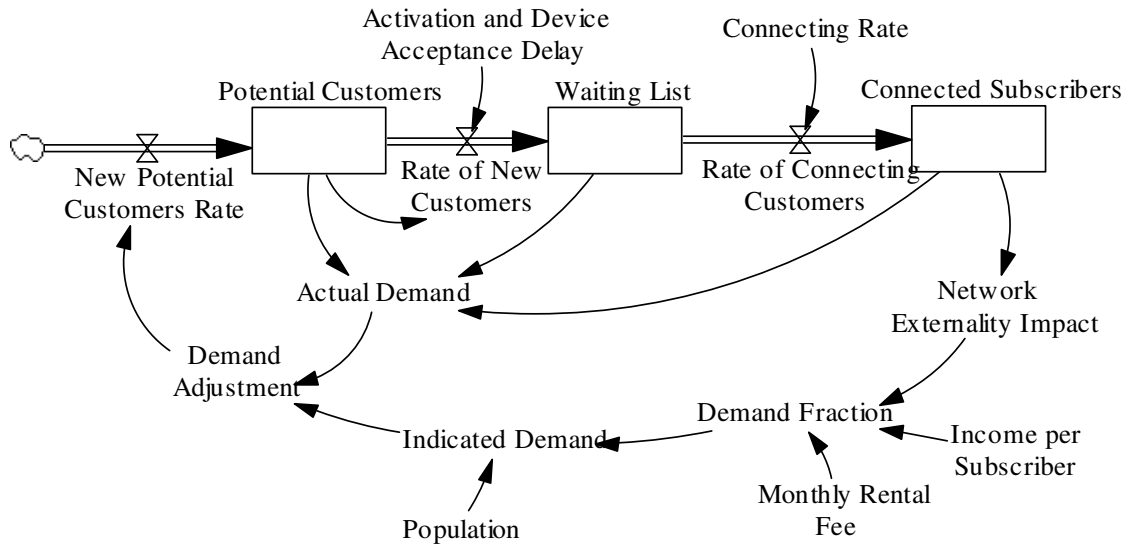 Activation and Device
Acceptance Delay
Connecting Rate
Potential Customers
Waiting List
Connected Subscribers
New Potential
Customers Rate
Rate of New
Customers
Rate of Connecting
Customers
Actual Demand
Network
Externality Impact
Demand
Adjustment
Demand Fraction
Indicated Demand
Income per
Subscriber
Monthly Rental
Fee
Population